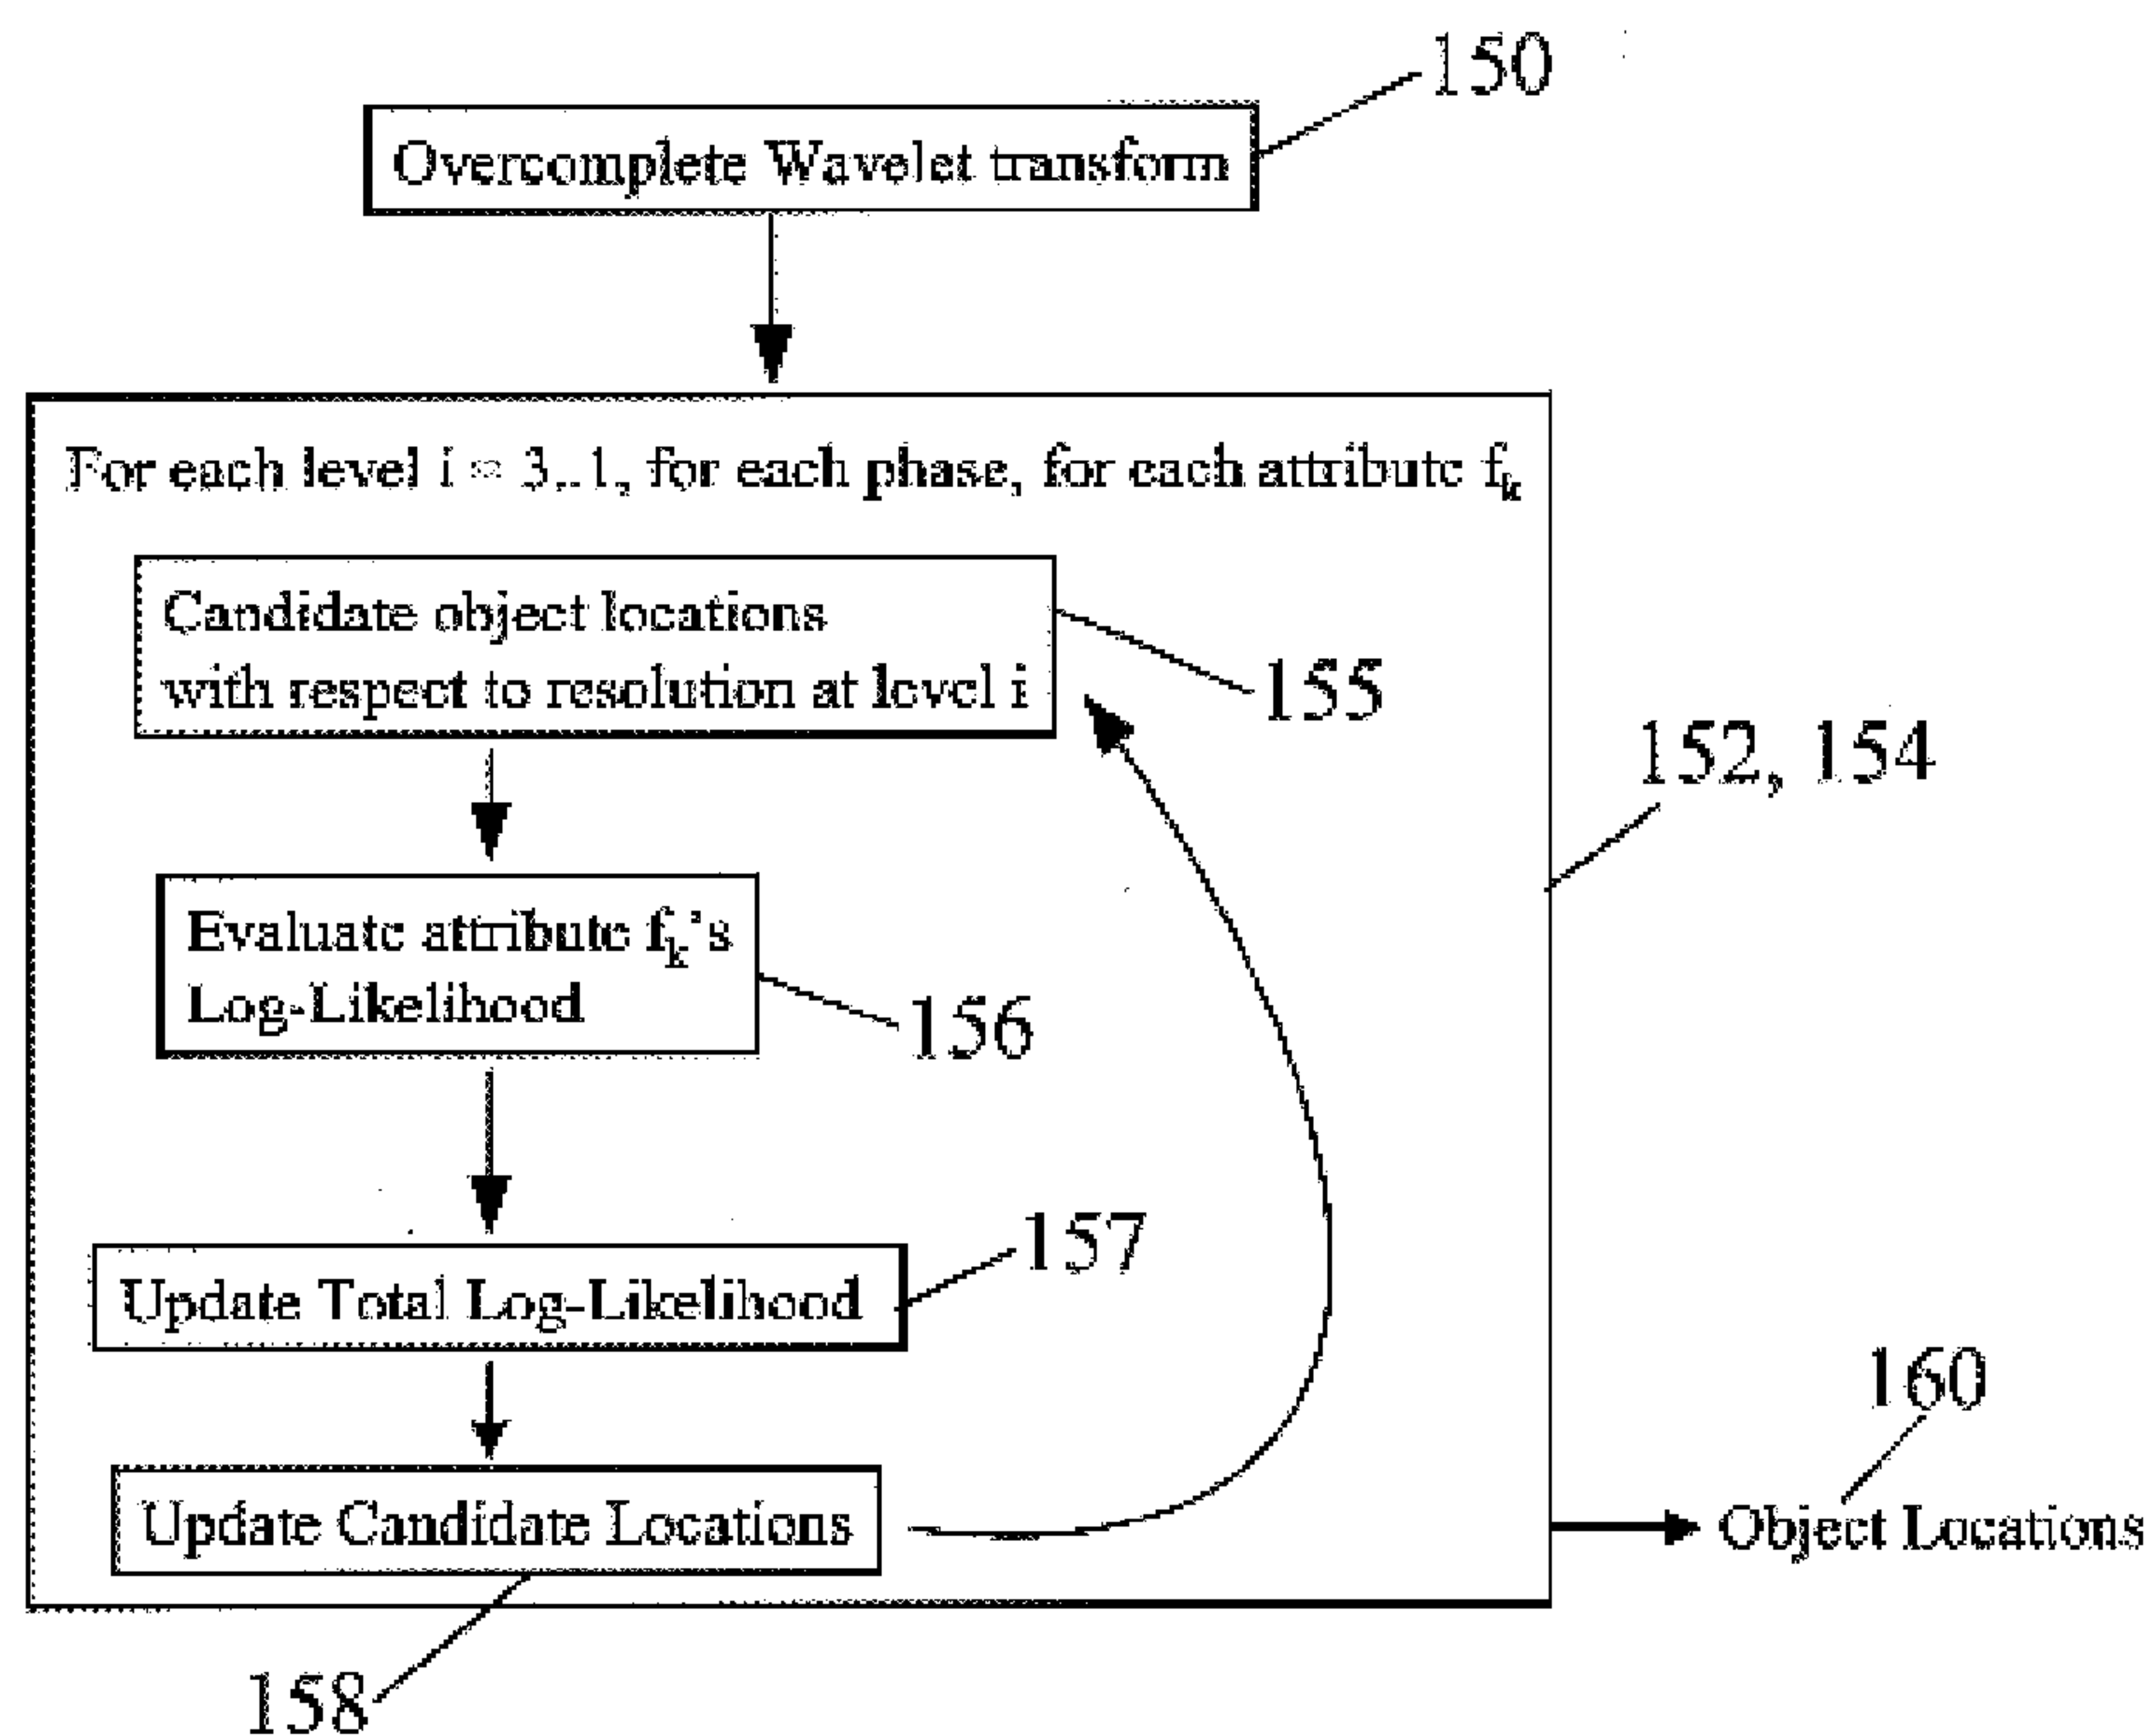 150
Overcomplete Wavelet transform
For each level i = 3..1, for each phase, for each attribute fk
Candidate object locations
with respect to resolution at level i
155
152, 154
Evaluate attribute fk's
Log-Likelihood
156
157
Update Total Log-Likelihood
160
Update Candidate Locations
Object Locations
158